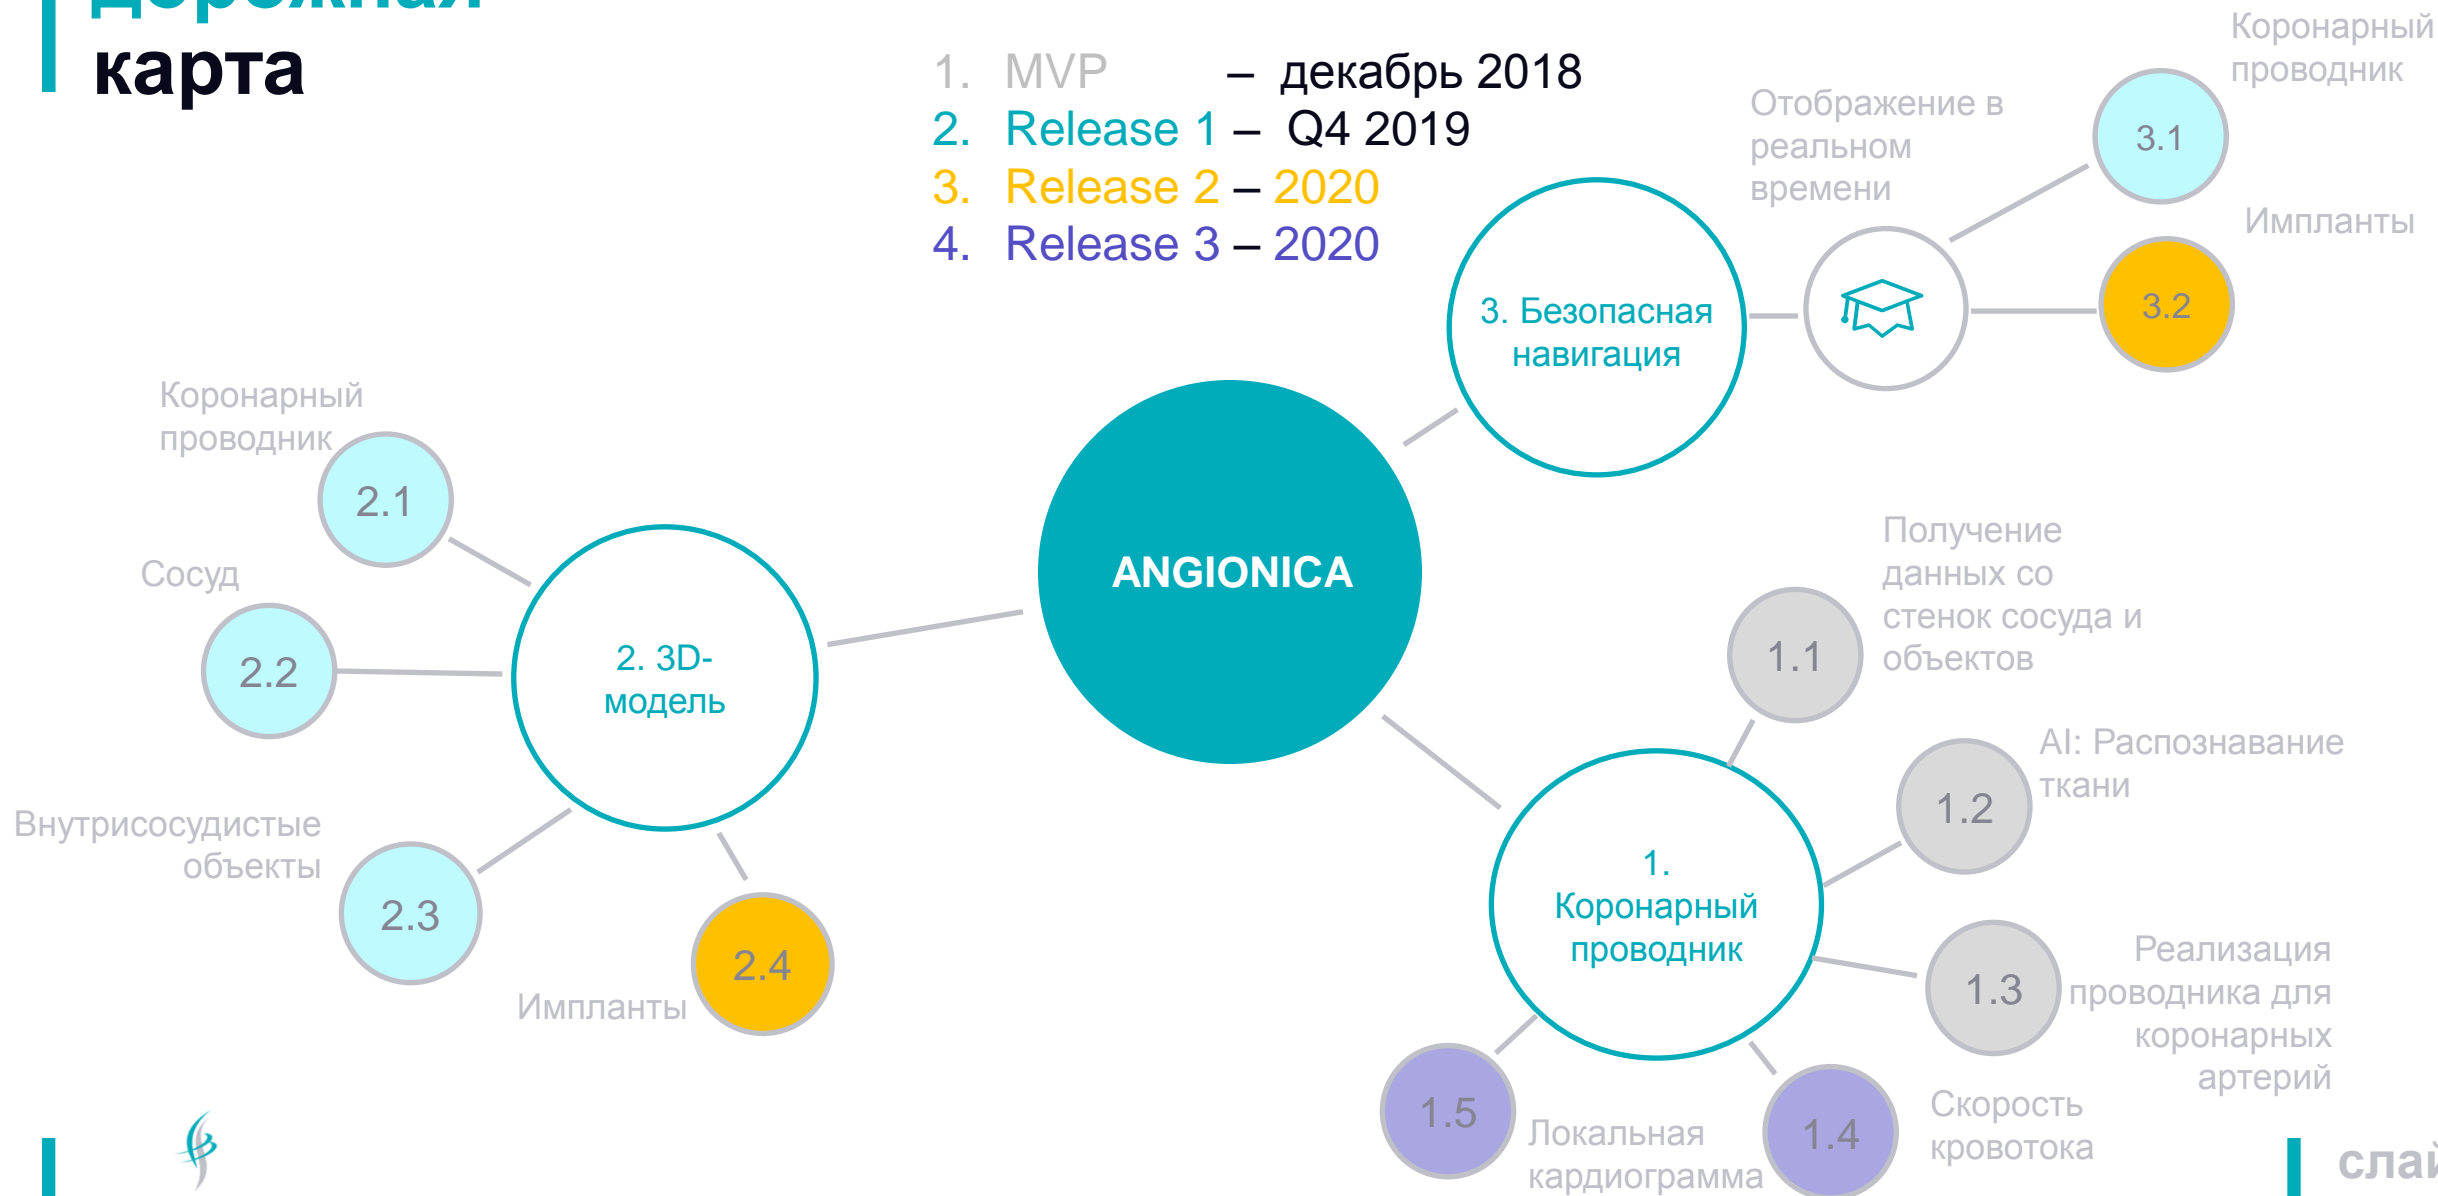 дорожная
карта
1. MVP – декабрь 2018
2. Release 1 – Q4 2019
3. Release 2 – 2020
4. Release 3 – 2020
Коронарный
проводник
3.1
Отображение в
реальном
времени
Импланты
3.2
3. Безопасная
навигация
ANGIONICA
Коронарный
проводник
2.1
Сосуд
2.2
2. 3D-
модель
Внутрисосудистые
объекты
2.3
2.4
Импланты
Получение
данных со
стенок сосуда и
объектов
1.1
AI: Распознавание
ткани
1.2
1.
Коронарный
проводник
1.3
Реализация
проводника для
коронарных
артерий
1.4
Скорость
кровотока
1.5
Локальная
кардиограмма